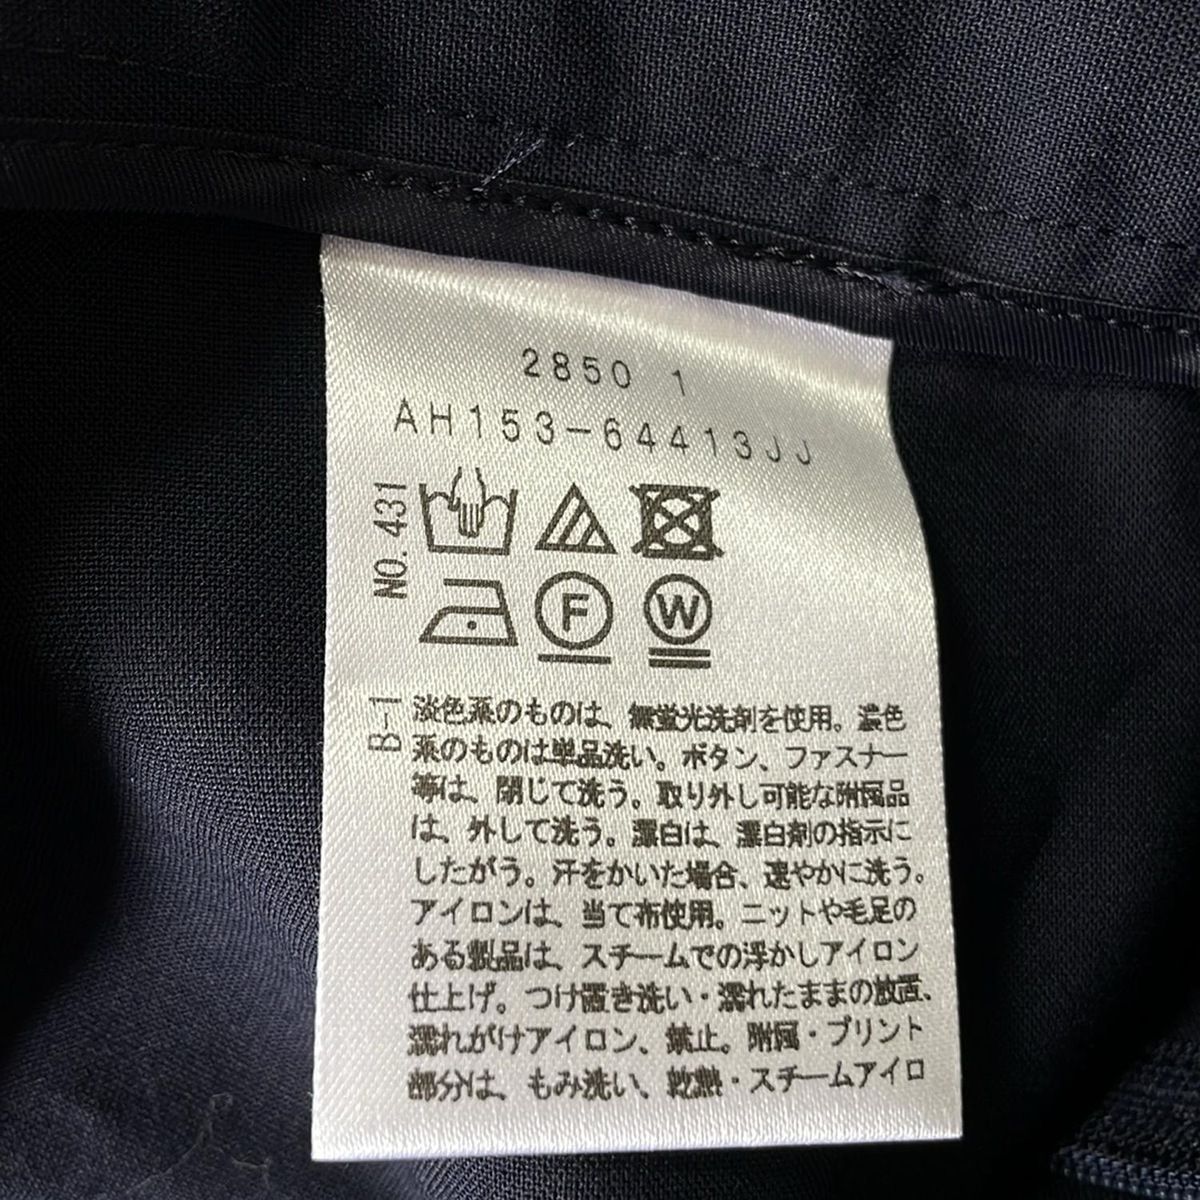 2850 1
AH153-64413JJ
NO. 431
F
W
B-1
淡色系のものは、無蛍光洗剤を使用。濃色
系のものは単品洗い。ボタン、ファスナー
等は、閉じて洗う。取り外し可能な附属品
は、外して洗う。漂白は、漂白剤の指示に
したがう。汗をかいた場合、速やかに洗う。
アイロンは、当て布使用。ニットや毛足の
ある製品は、スチームでの浮かしアイロン
仕上げ。つけ置き洗い・濡れたままの放置、
濡れがけアイロン、禁止。附属・プリント
部分は、もみ洗い、乾熱・スチームアイロ